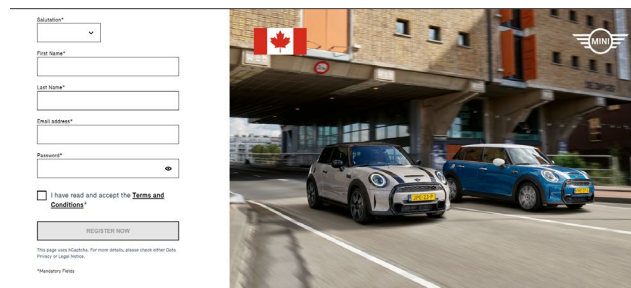 Salutation*
First Name*
Last Name*
Email address*
Password*
I have read and accept the Terms and
Conditions*
REGISTER NOW
This page uses hCaptcha. For more details, please check either Data
Privacy or Legal Notice.
*Mandatory Fields
MINI